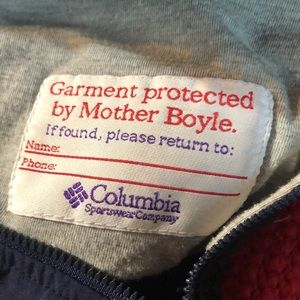 Garment protected
by Mother Boyle.
If found, please return to:
Name:
Phone:
Columbia
Sportswear Company